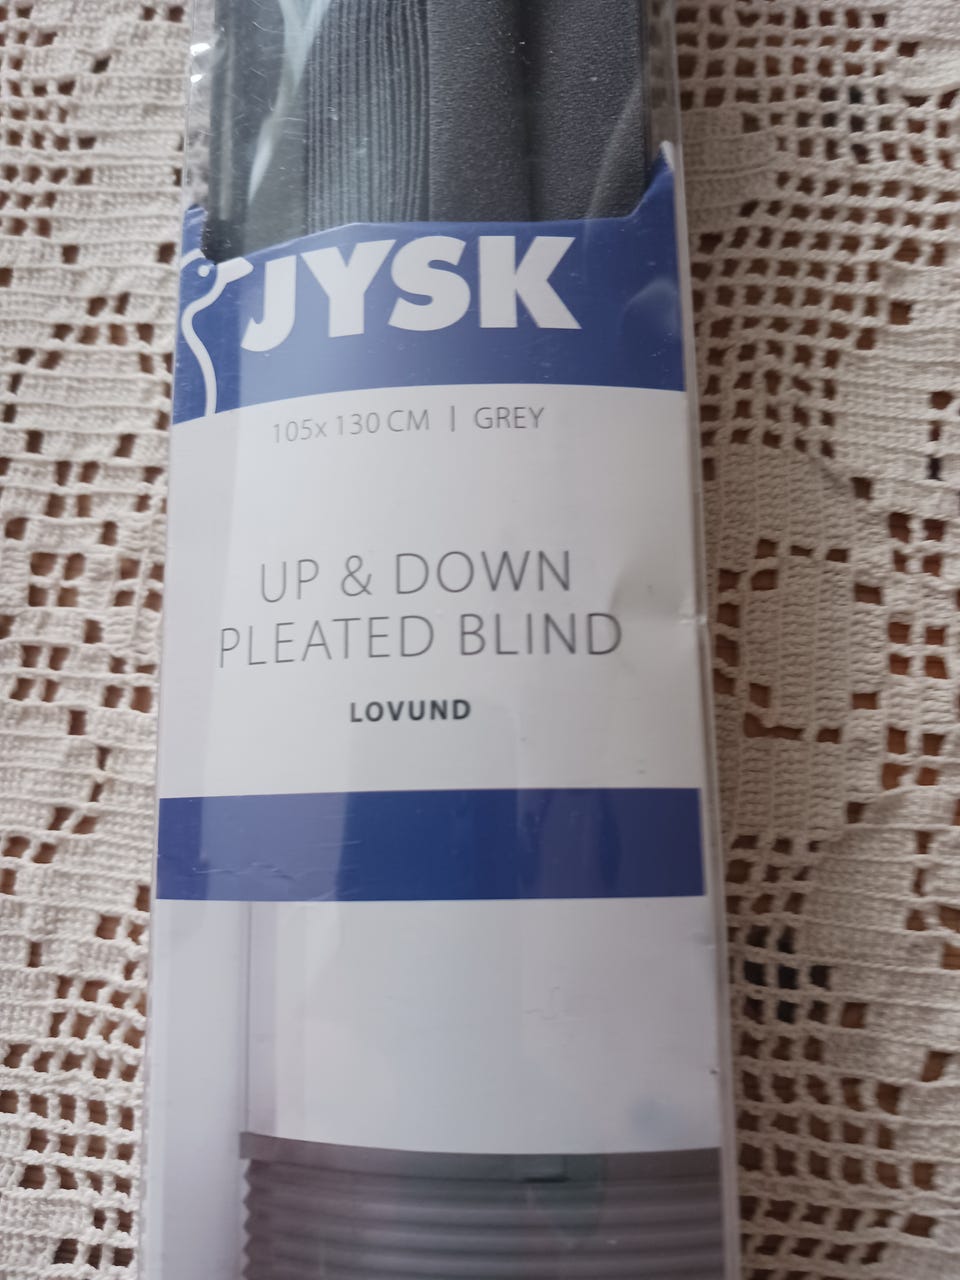 JYSK
105x130 CM | GREY
UP & DOWN
PLEATED BLIND
LOVUND